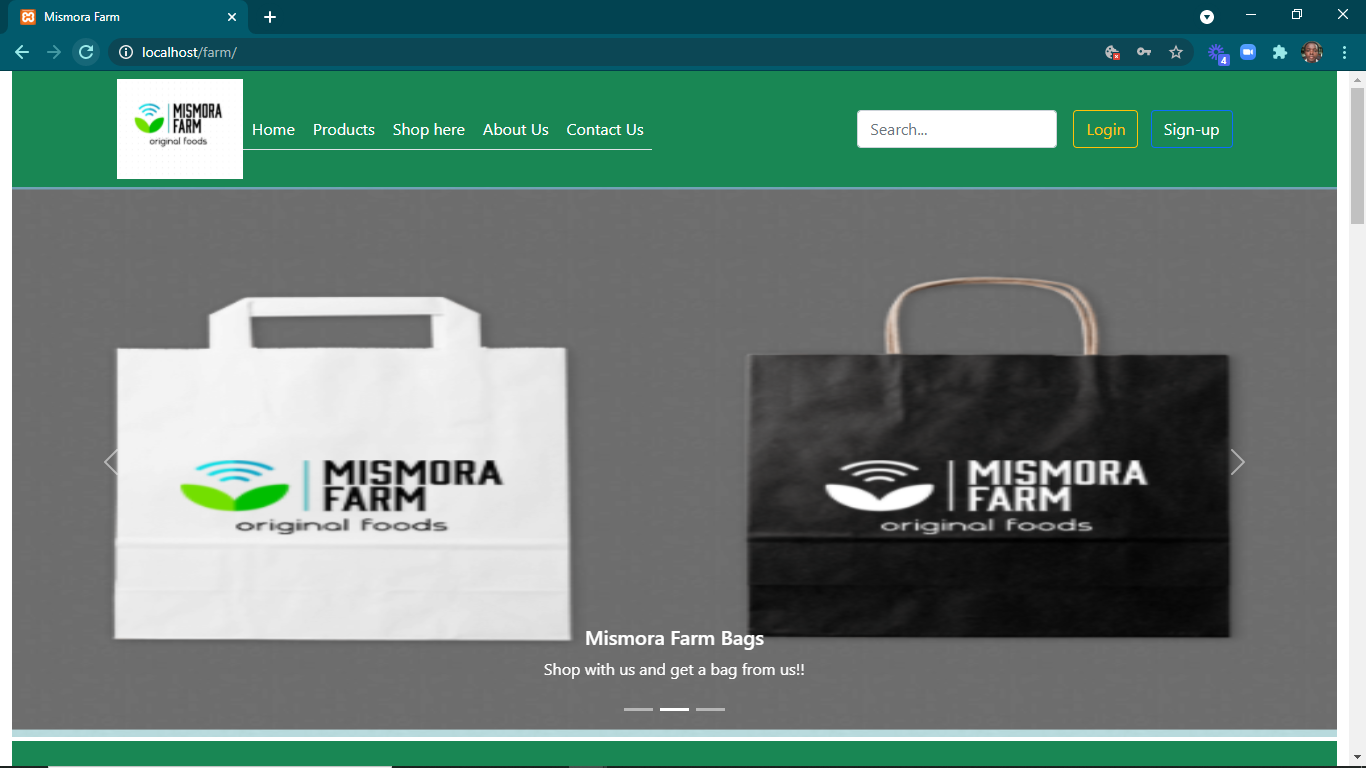 Mismora Farm
localhost/farm/
4
MISMORA
FARM
original foods
Home Products Shop here About Us Contact Us
Search...
Login
Sign-up
MISMORA
FARM
original foods
MISMORA
FARM
original foods
Mismora Farm Bags
Shop with us and get a bag from us!!